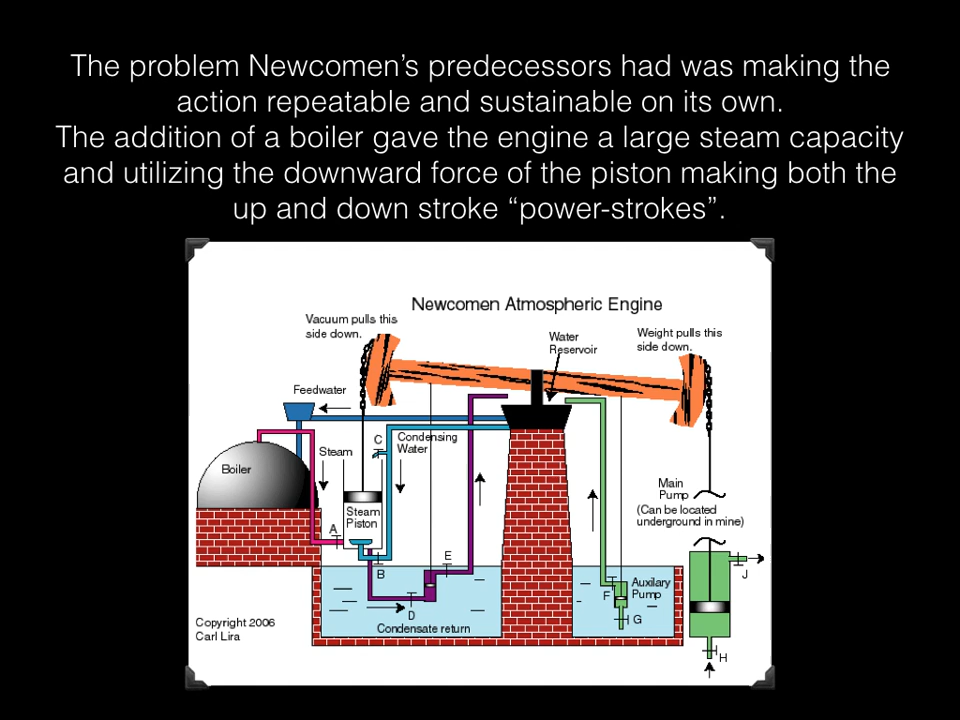 The problem Newcomen’s predecessors had was making the
action repeatable and sustainable on its own.
The addition of a boiler gave the engine a large steam capacity
and utilizing the downward force of the piston making both the
up and down stroke “power-strokes”.
Newcomen Atmospheric Engine
Vacuum pulls this
side down.
Water
Reservoir
Weight pulls this
side down.
Feedwater
C
Condensing
Water
Steam
Boiler
Main
Pump
(Can be located
underground in mine)
Steam
Piston
A
B
E
J
F
Auxilary
Pump
D
G
Condensate return
Copyright 2006
Carl Lira
H